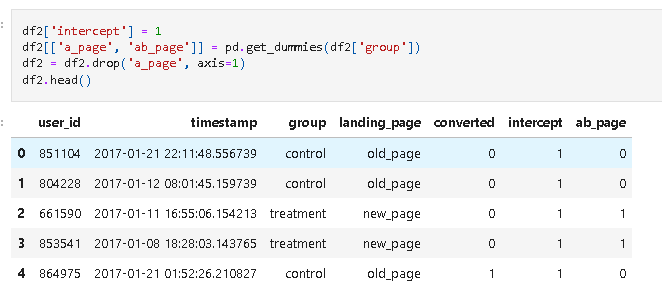 df2['intercept'] = 1
df2[['a_page', 'ab_page']] = pd.get_dummies(df2['group'])
df2 = df2.drop('a_page', axis=1)
df2.head()
user_id timestamp group landing_page converted intercept ab_page
0 851104 2017-01-21 22:11:48.556739 control old_page 0 1 0
1 804228 2017-01-12 08:01:45.159739 control old_page 0 1 0
2 661590 2017-01-11 16:55:06.154213 treatment new_page 0 1 1
3 853541 2017-01-08 18:28:03.143765 treatment new_page 0 1 1
4 864975 2017-01-21 01:52:26.210827 control old_page 1 1 0